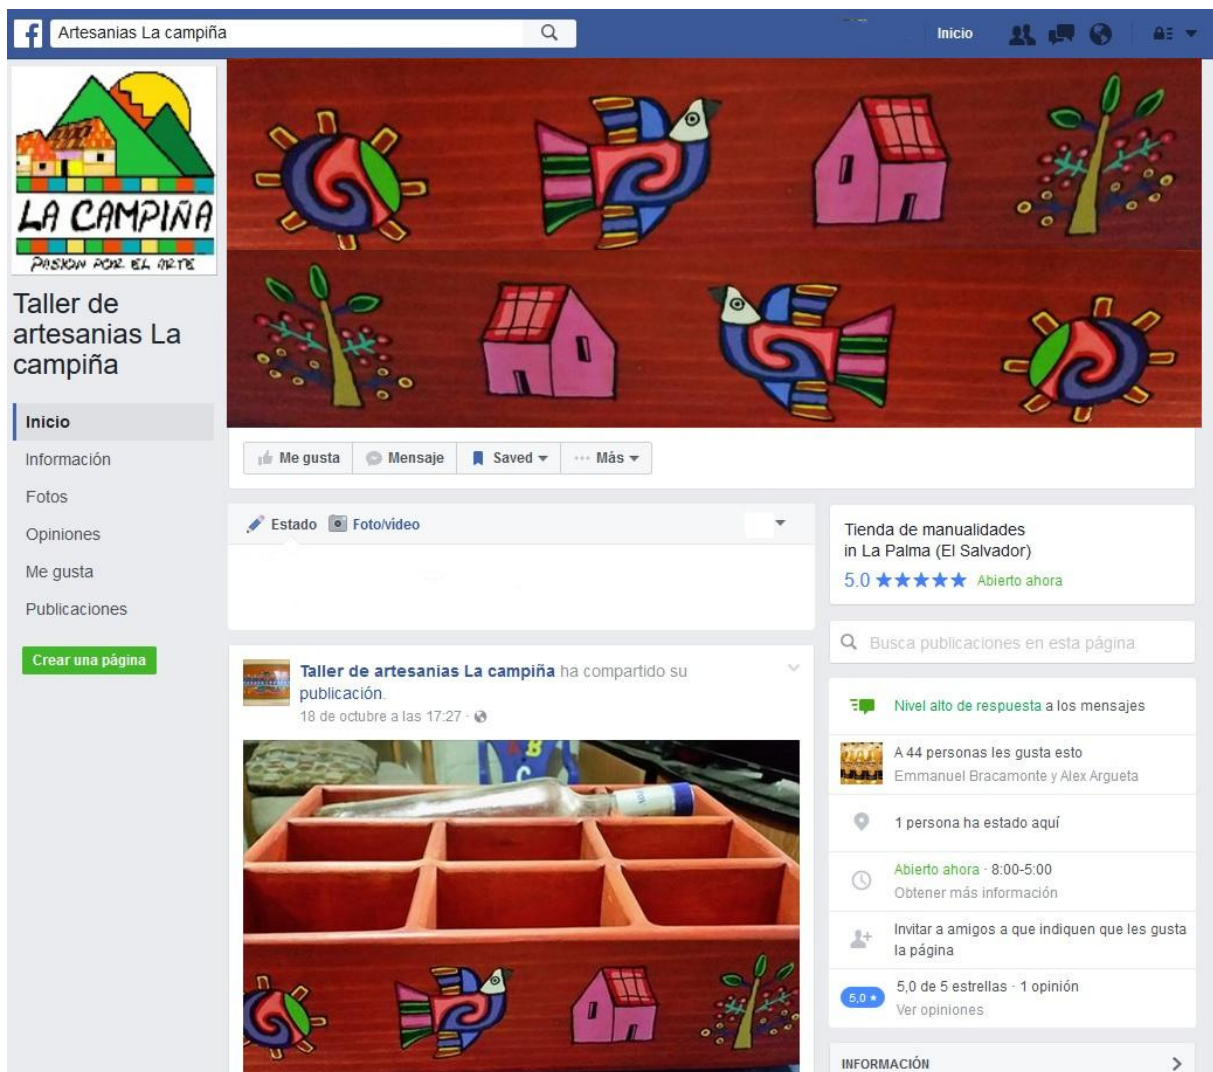 Artesanias La campiña
Inicio
LA CAMPIÑA
PASION POR EL ARTE
Taller de
artesanias La
campiña
Inicio
Información
Fotos
Opiniones
Me gusta
Publicaciones
Crear una página
Me gusta
Mensaje
Saved
Más
Estado
Foto/vídeo
Taller de artesanias La campiña ha compartido su
publicación.
18 de octubre a las 17:27 ·
A
B
C
Tienda de manualidades
in La Palma (El Salvador)
5.0 ★★★★★ Abierto ahora
Busca publicaciones en esta página
Nivel alto de respuesta a los mensajes
A 44 personas les gusta esto
Emmanuel Bracamonte y Alex Argueta
1 persona ha estado aquí
Abierto ahora · 8:00-5:00
Obtener más información
Invitar a amigos a que indiquen que les gusta
la página
5,0 ★
5,0 de 5 estrellas · 1 opinión
Ver opiniones
INFORMACIÓN